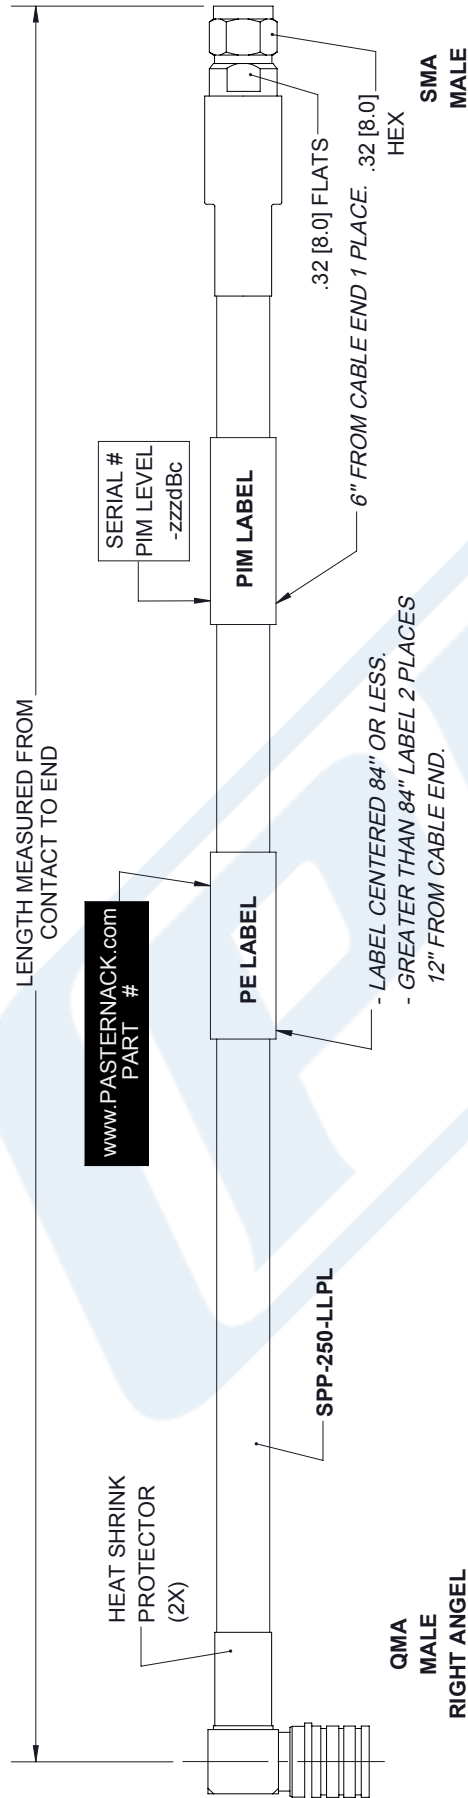 LENGTH MEASURED FROM
CONTACT TO END
HEAT SHRINK
PROTECTOR
(2X)
www.PASTERNACK.com
PART #
SERIAL #
PIM LEVEL
-zzzdBc
PE LABEL
PIM LABEL
SPP-250-LLPL
- LABEL CENTERED 84" OR LESS.
- GREATER THAN 84" LABEL 2 PLACES
12" FROM CABLE END.
6" FROM CABLE END 1 PLACE.
.32 [8.0] FLATS
.32 [8.0]
HEX
QMA
MALE
RIGHT ANGEL
SMA
MALE